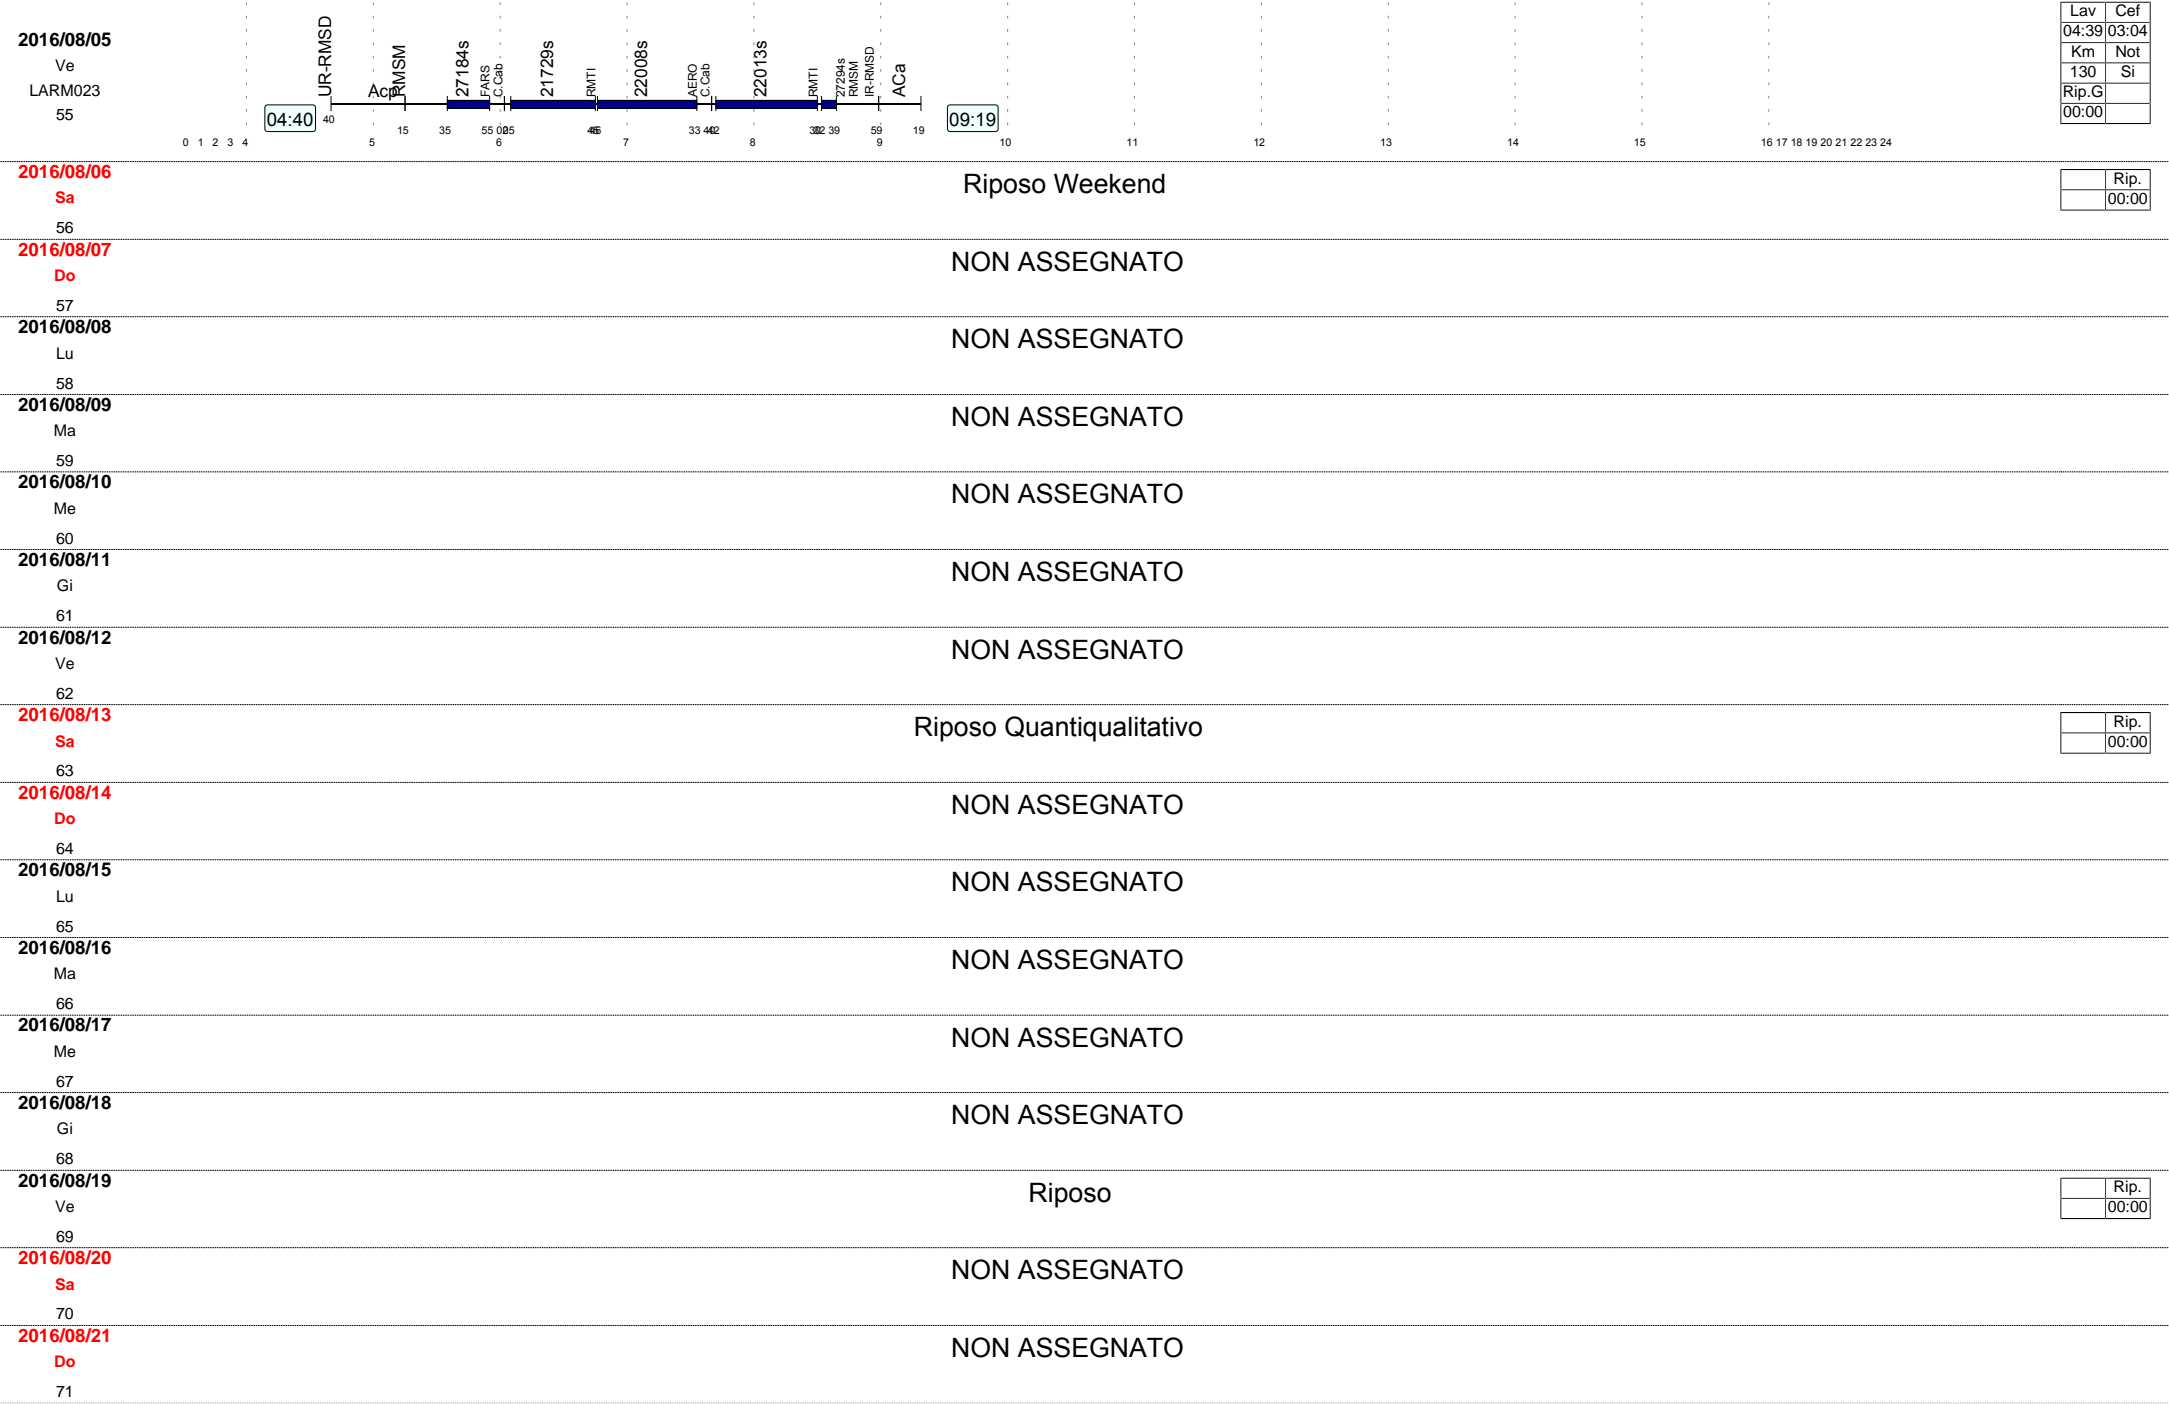 2016/08/05
Ve
LARM023
55
04:40
UR-RMSD
Acp
RMSM
27184s
FARS
C.Cab
21729s
RMTI
22008s
AERO
C.Cab
22013s
RMTI
27294s
RMSM
IR-RMSD
ACa
09:19
40
15 35 55
33
39 59 19
0 1 2 3 4 5 6 7 8 9 10 11 12 13 14 15 16 17 18 19 20 21 22 23 24
Lav Cef
04:39 03:04
Km Not
130 Si
Rip.G
00:00
2016/08/06
Sa
56
Riposo Weekend
Rip.
00:00
2016/08/07
Do
57
NON ASSEGNATO
2016/08/08
Lu
58
NON ASSEGNATO
2016/08/09
Ma
59
NON ASSEGNATO
2016/08/10
Me
60
NON ASSEGNATO
2016/08/11
Gi
61
NON ASSEGNATO
2016/08/12
Ve
62
NON ASSEGNATO
2016/08/13
Sa
63
Riposo Quantiqualitativo
Rip.
00:00
2016/08/14
Do
64
NON ASSEGNATO
2016/08/15
Lu
65
NON ASSEGNATO
2016/08/16
Ma
66
NON ASSEGNATO
2016/08/17
Me
67
NON ASSEGNATO
2016/08/18
Gi
68
NON ASSEGNATO
2016/08/19
Ve
69
Riposo
Rip.
00:00
2016/08/20
Sa
70
NON ASSEGNATO
2016/08/21
Do
71
NON ASSEGNATO